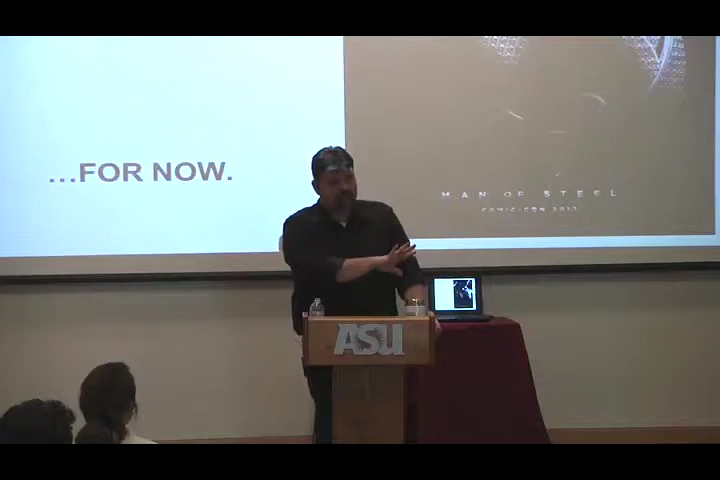 ...FOR NOW.
MAN OF STEEL
COMIC-CON 2012
ASU